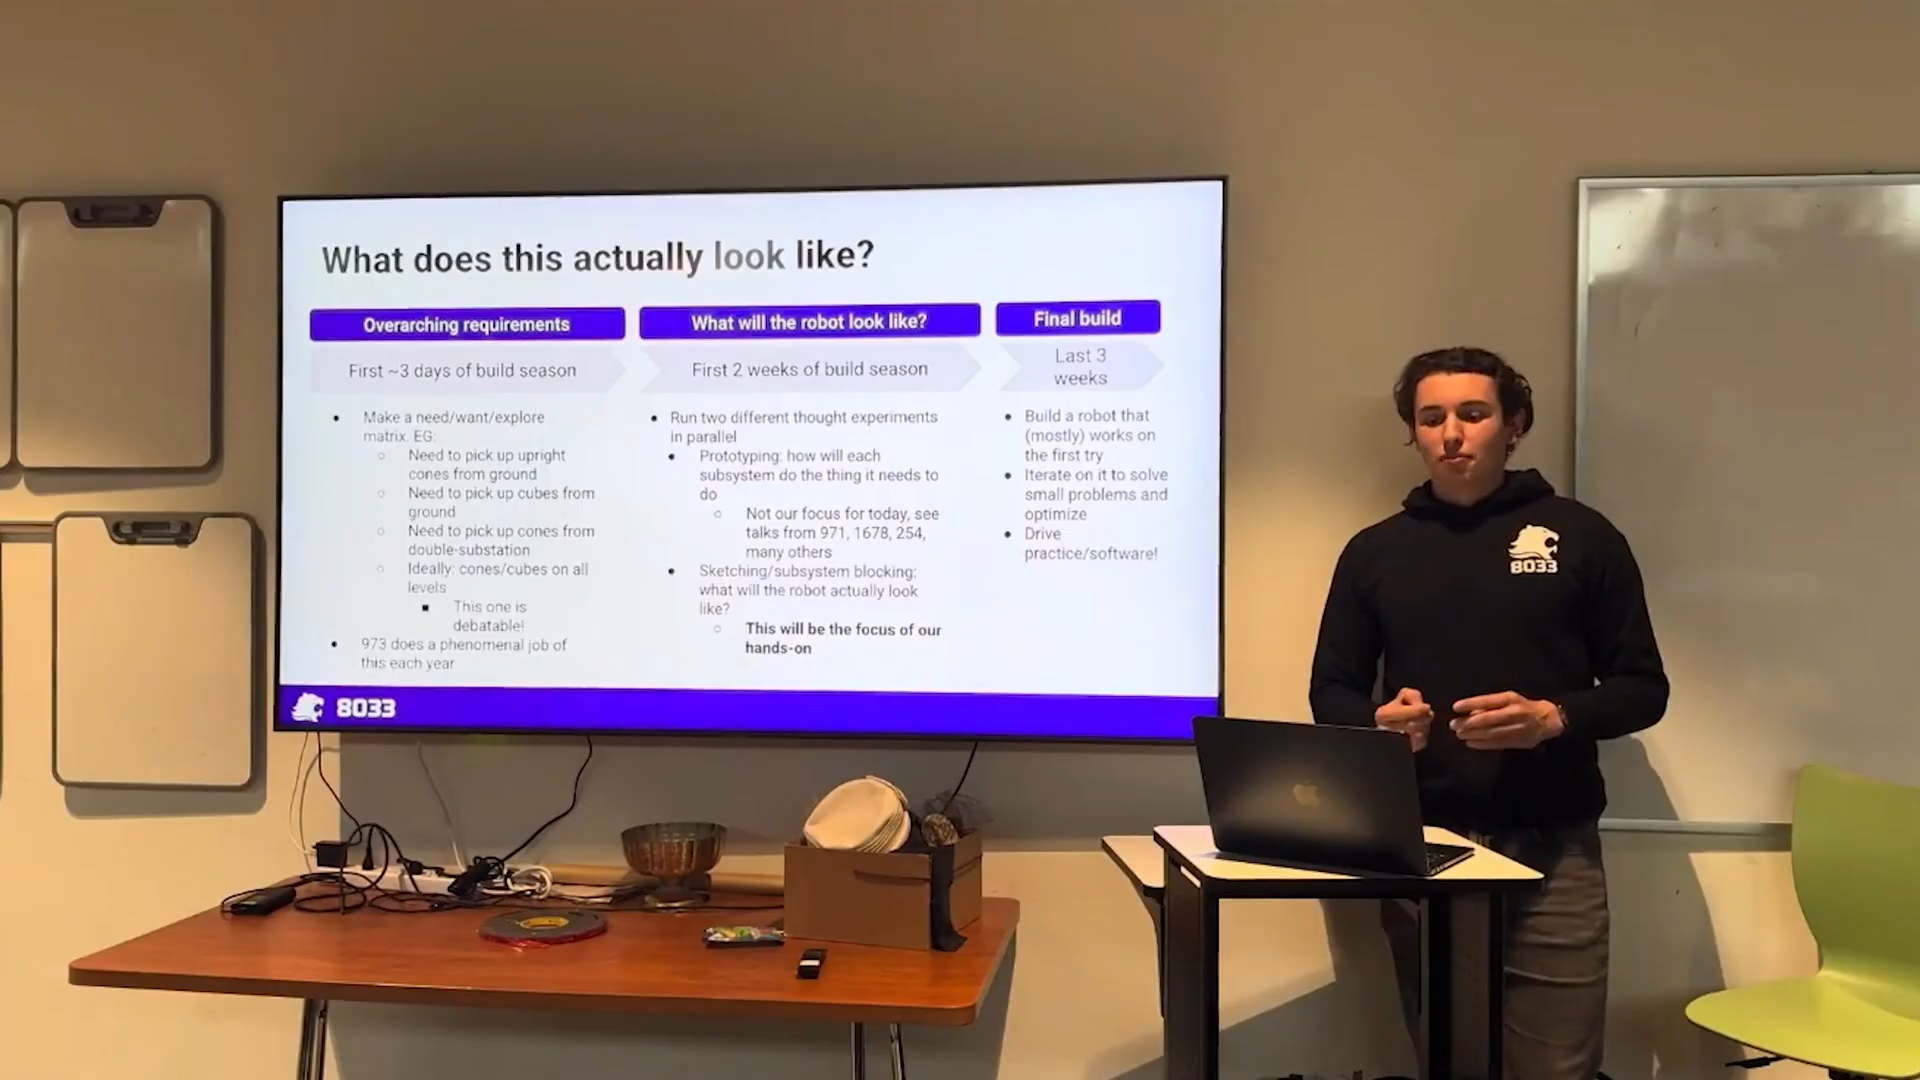 What does this actually look like?
Overarching requirements
First ~3 days of build season
Make a need/want/explore
matrix. EG:
Need to pick up upright
cones from ground
Need to pick up cubes from
ground
Need to pick up cones from
double-substation
Ideally: cones/cubes on all
levels
This one is
debatable!
973 does a phenomenal job of
this each year
What will the robot look like?
First 2 weeks of build season
Run two different thought experiments
in parallel
Prototyping: how will each
subsystem do the thing it needs to
do
Not our focus for today, see
talks from 971, 1678, 254,
many others
Sketching/subsystem blocking:
what will the robot actually look
like?
This will be the focus of our
hands-on
Final build
Last 3
weeks
Build a robot that
(mostly) works on
the first try
Iterate on it to solve
small problems and
optimize
Drive
practice/software!
8033
8033